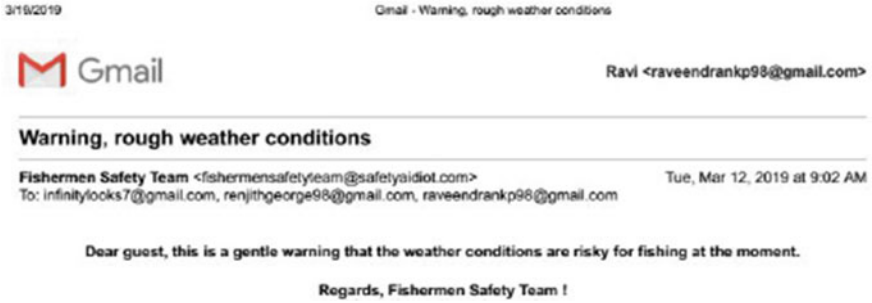 3/19/2019 Gmail - Warning, rough weather conditions
Gmail Ravi <raveendrankp98@gmail.com>
Warning, rough weather conditions
Fishermen Safety Team <fishermensafetyteam@safetyaidiot.com> Tue, Mar 12, 2019 at 9:02 AM
To: infinitylooks7@gmail.com, renjithgeorge98@gmail.com, raveendrankp98@gmail.com
Dear guest, this is a gentle warning that the weather conditions are risky for fishing at the moment.
Regards, Fishermen Safety Team !